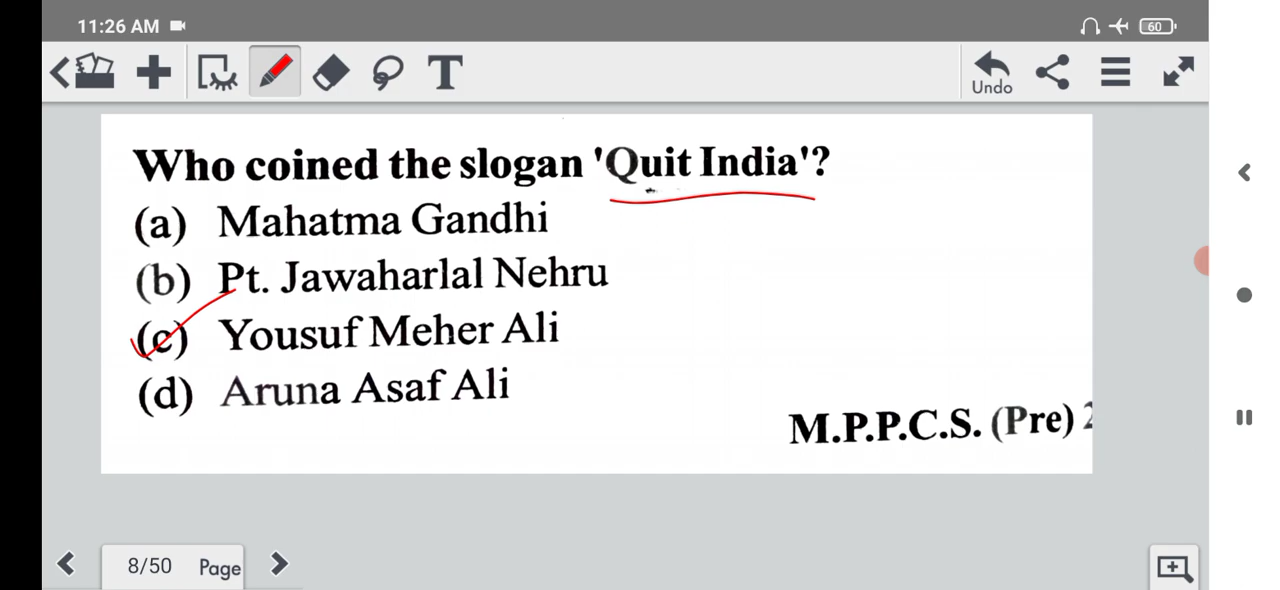 11:26 AM
60
T
Undo
Who coined the slogan 'Quit India'?
(a) Mahatma Gandhi
(b) Pt. Jawaharlal Nehru
(c) Yousuf Meher Ali
(d) Aruna Asaf Ali
M.P.P.C.S. (Pre) 2
8/50 Page